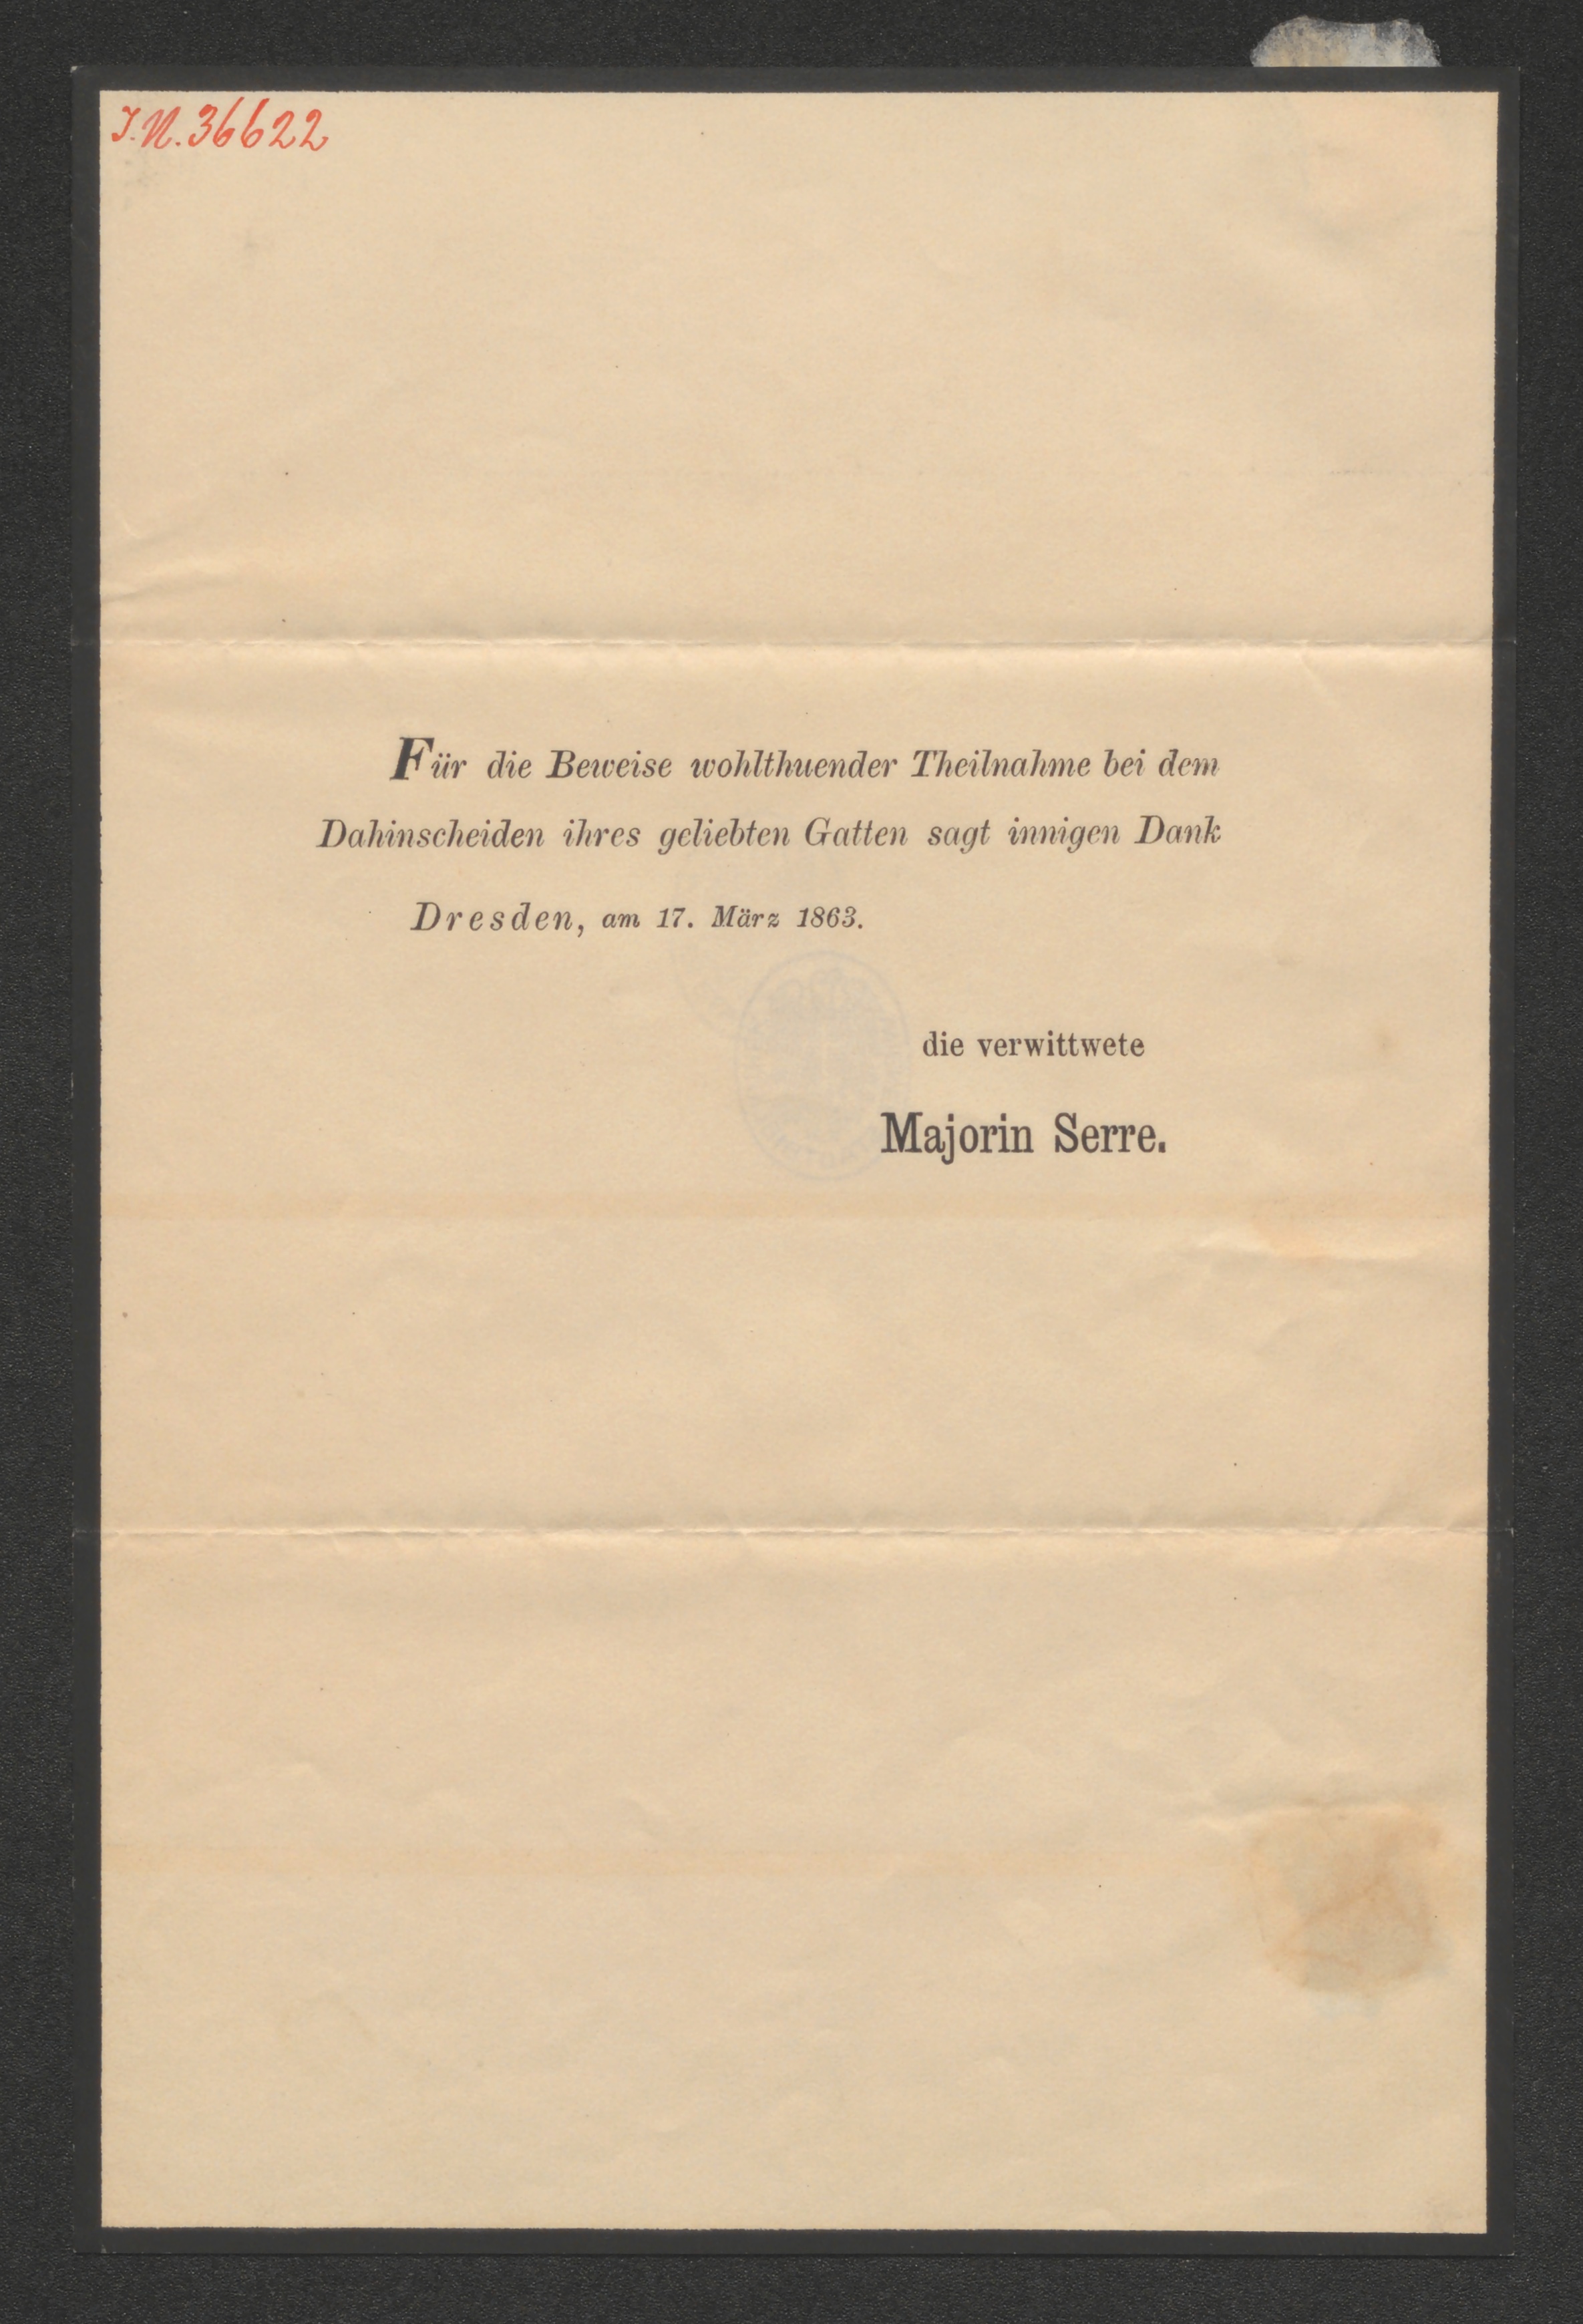 J.N. 36622
Für die Beweise wohlthuender Theilnahme bei dem
Dahinscheiden ihres geliebten Gatten sagt innigen Dank
Dresden, am 17. März 1863.
die verwittwete
Majorin Serre.